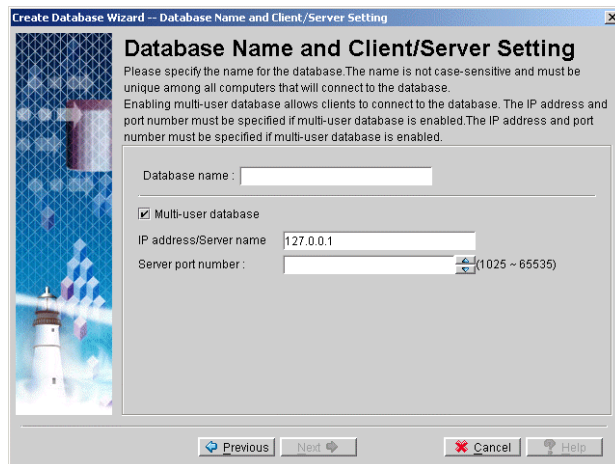 Create Database Wizard -- Database Name and Client/Server Setting
Database Name and Client/Server Setting
Please specify the name for the database.The name is not case-sensitive and must be
unique among all computers that will connect to the database.
Enabling multi-user database allows clients to connect to the database. The IP address and
port number must be specified if multi-user database is enabled.The IP address and port
number must be specified if multi-user database is enabled.
Database name :
Multi-user database
IP address/Server name 127.0.0.1
Server port number : (1025 ~ 65535)
Previous Next Cancel Help